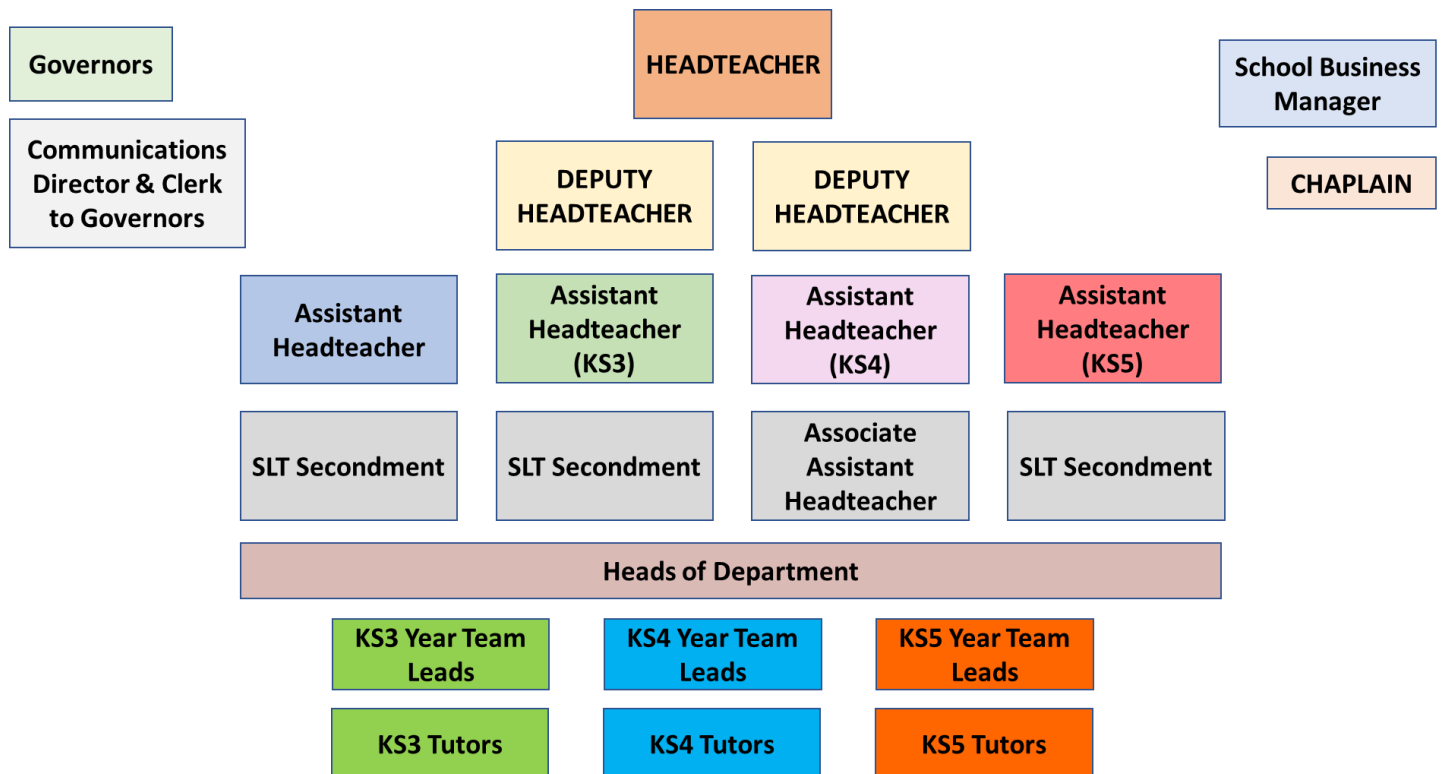 Governors
HEADTEACHER
School Business
Manager
Communications
Director & Clerk
to Governors
CHAPLAIN
DEPUTY
HEADTEACHER
DEPUTY
HEADTEACHER
Assistant
Headteacher
Assistant
Headteacher
(KS3)
Assistant
Headteacher
(KS4)
Assistant
Headteacher
(KS5)
SLT Secondment
SLT Secondment
Associate
Assistant
Headteacher
SLT Secondment
Heads of Department
KS3 Year Team
Leads
KS4 Year Team
Leads
KS5 Year Team
Leads
KS3 Tutors
KS4 Tutors
KS5 Tutors